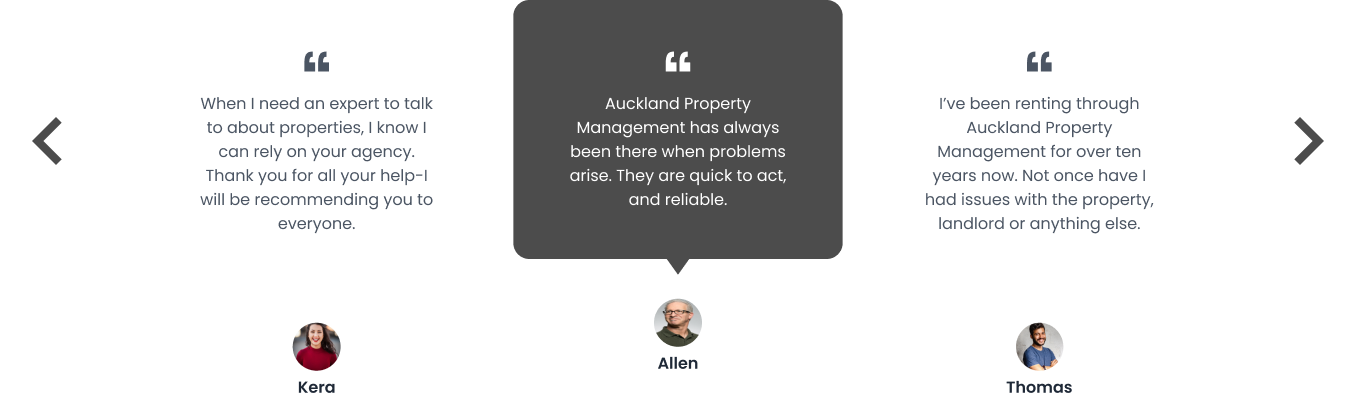 ❝
When I need an expert to talk
to about properties, I know I
can rely on your agency.
Thank you for all your help-I
will be recommending you to
everyone.
Kera
❝
Auckland Property
Management has always
been there when problems
arise. They are quick to act,
and reliable.
Allen
❝
I’ve been renting through
Auckland Property
Management for over ten
years now. Not once have I
had issues with the property,
landlord or anything else.
Thomas